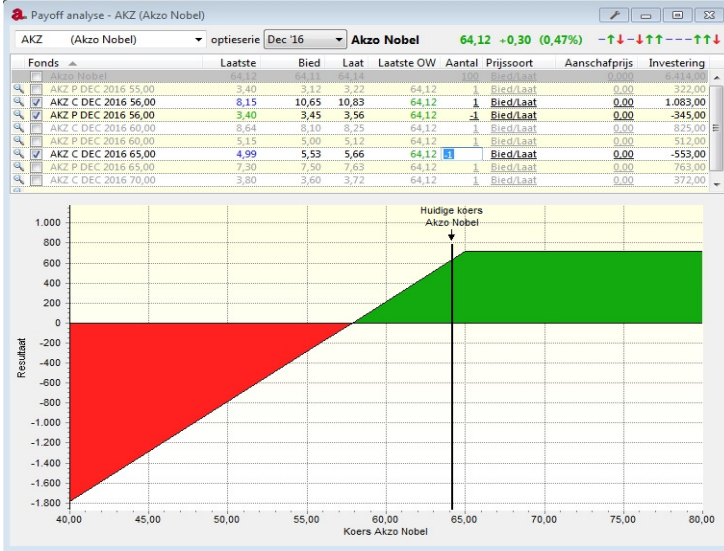 a. Payoff analyse - AKZ (Akzo Nobel)
AKZ (Akzo Nobel) optieserie Dec '16 Akzo Nobel 64,12 +0,30 (0,47%) -↑↓-↓↑↑---↑↑↓
Fonds Laatste Bied Laat Laatste OW Aantal Prijssoort Aanschafprijs Investering
Akzo Nobel 64,12 64,11 64,14 100 Bied/Laat 0,000 6.414,00
AKZ P DEC 2016 55,00 3,40 3,12 3,22 64,12 1 Bied/Laat 0,00 322,00
AKZ C DEC 2016 56,00 8,15 10,65 10,83 64,12 1 Bied/Laat 0,00 1.083,00
AKZ P DEC 2016 56,00 3,40 3,45 3,56 64,12 -1 Bied/Laat 0,00 -345,00
AKZ C DEC 2016 60,00 8,64 8,10 8,25 64,12 1 Bied/Laat 0,00 825,00
AKZ P DEC 2016 60,00 5,15 5,00 5,12 64,12 1 Bied/Laat 0,00 512,00
AKZ C DEC 2016 65,00 4,99 5,53 5,66 64,12 -1 Bied/Laat 0,00 -553,00
AKZ P DEC 2016 65,00 7,30 7,50 7,63 64,12 1 Bied/Laat 0,00 763,00
AKZ C DEC 2016 70,00 3,80 3,60 3,72 64,12 1 Bied/Laat 0,00 372,00
Huidige koers
Akzo Nobel
1.000
800
600
400
200
0
-200
-400
-600
-800
-1.000
-1.200
-1.400
-1.600
-1.800
Resultaat
40,00 45,00 50,00 55,00 60,00 65,00 70,00 75,00 80,00
Koers Akzo Nobel